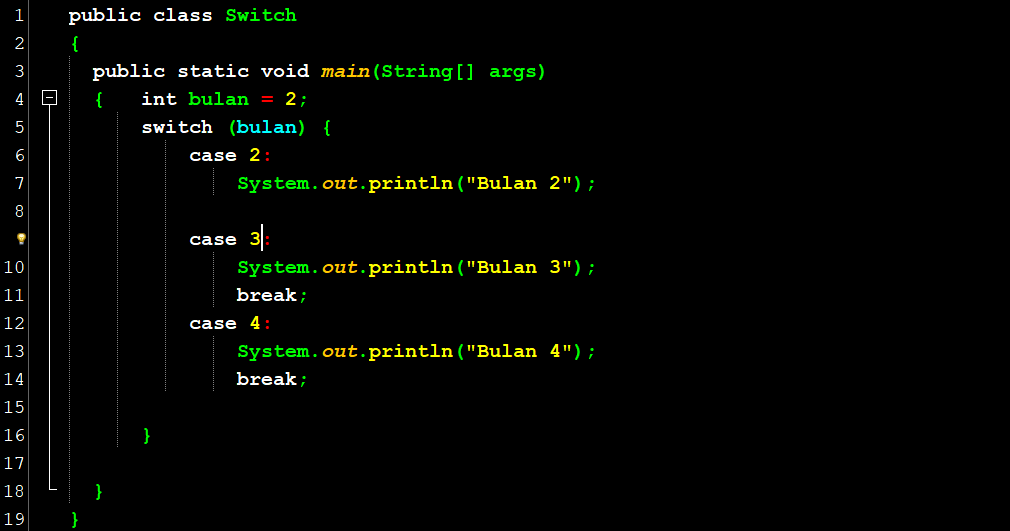 1 public class Switch
2 {
3 public static void main(String[] args)
4 { int bulan = 2;
5 switch (bulan) {
6 case 2:
7 System.out.println("Bulan 2");
8
case 3:
10 System.out.println("Bulan 3");
11 break;
12 case 4:
13 System.out.println("Bulan 4");
14 break;
15
16 }
17
18 }
19 }